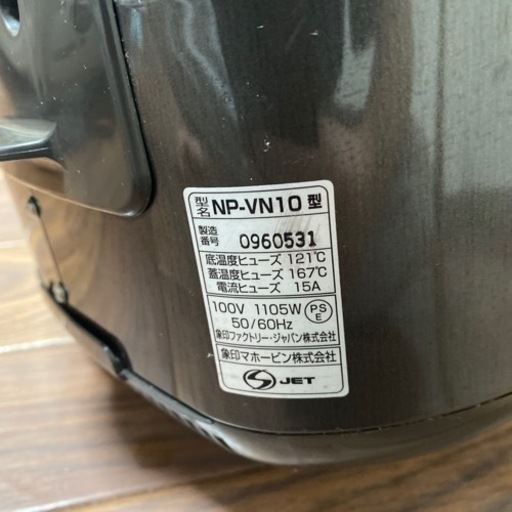 型名 NP-VN10 型
製造番号 0960531
底温度ヒューズ 121℃
蓋温度ヒューズ 167℃
電流ヒューズ 15A
100V 1105W
50/60Hz
PSE
象印ファクトリー・ジャパン株式会社
象印マホービン株式会社
S JET